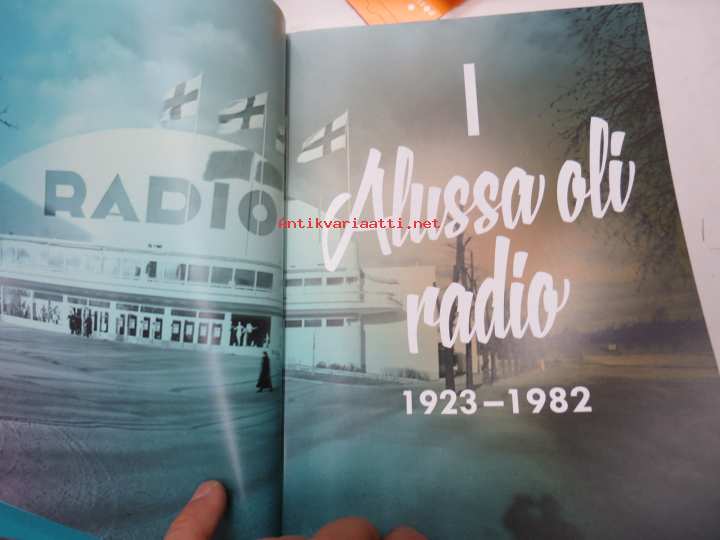 RADIO
Antikvariaatti.net
I
Alussa oli
radio
1923–1982